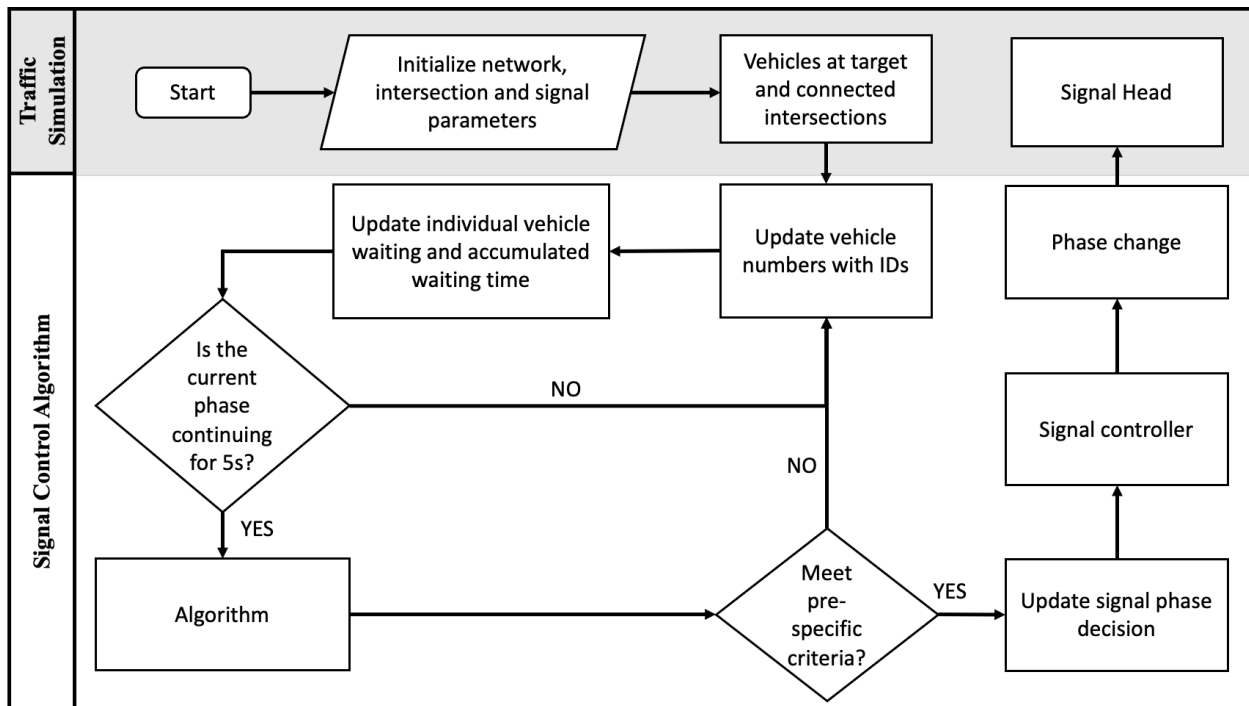 Traffic
Simulation
Start
Initialize network,
intersection and signal
parameters
Vehicles at target
and connected
intersections
Signal Head
Signal Control Algorithm
Update individual vehicle
waiting and accumulated
waiting time
Update vehicle
numbers with IDs
Phase change
Is the
current
phase
continuing
for 5s?
NO
NO
Signal controller
YES
Algorithm
Meet
pre-
specific
criteria?
YES
Update signal phase
decision